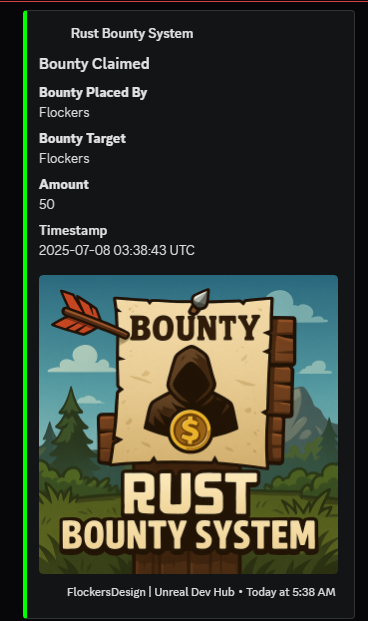 Rust Bounty System
Bounty Claimed
Bounty Placed By
Flockers
Bounty Target
Flockers
Amount
50
Timestamp
2025-07-08 03:38:43 UTC
BOUNTY
$
RUST
BOUNTY SYSTEM
FlockersDesign | Unreal Dev Hub • Today at 5:38 AM